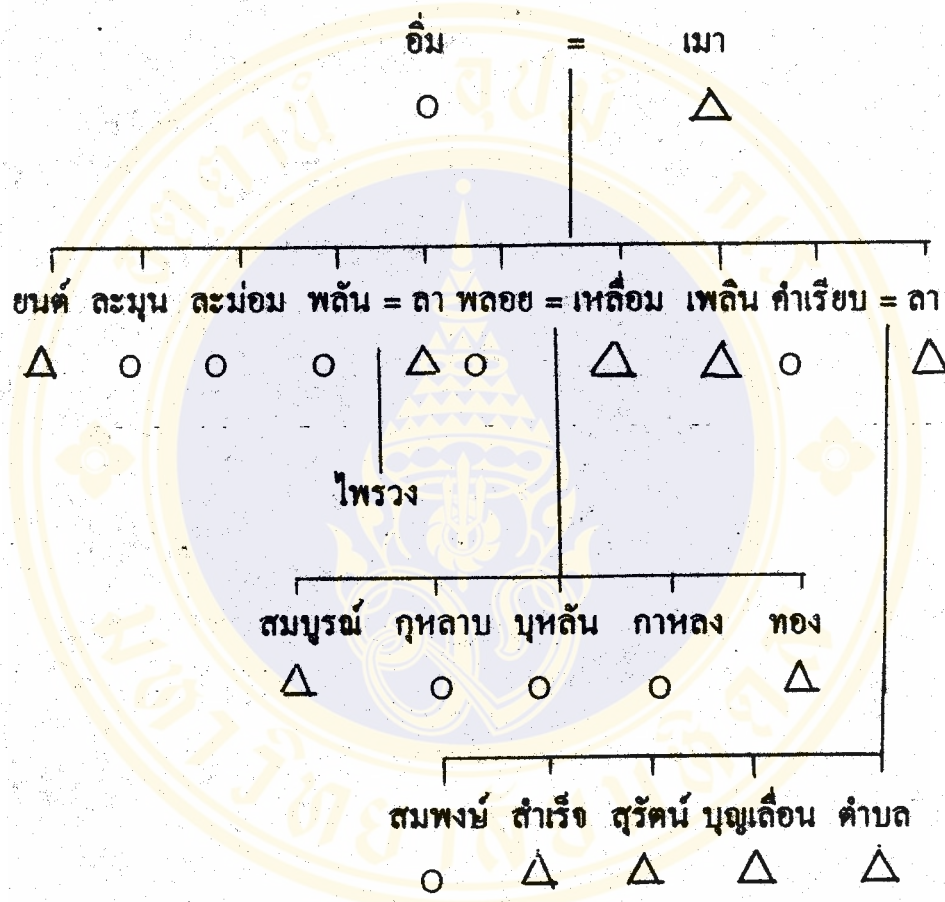 อิ่ม = เมา
ยนต์ ละมุน ละม่อม พลัน = ลา พลอย = เหลื่อม เพลิน คำเรียบ = ลา
ไพรวง
สมบูรณ์ กุหลาบ บุหลัน กาหลง ทอง
สมพงษ์ สำเร็จ สุรัตน์ บุญเลื่อน ตำบล